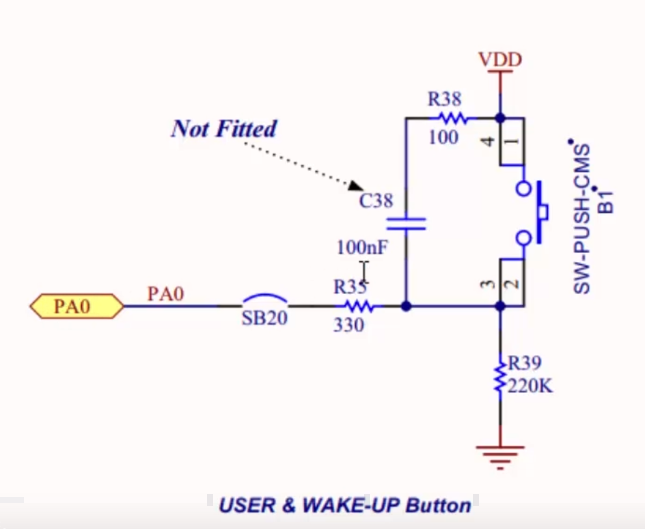 VDD
R38
100
4
1
Not Fitted
C38
SW-PUSH-CMS
B1
100nF
3
2
PA0
PA0
SB20
R35
330
R39
220K
USER & WAKE-UP Button